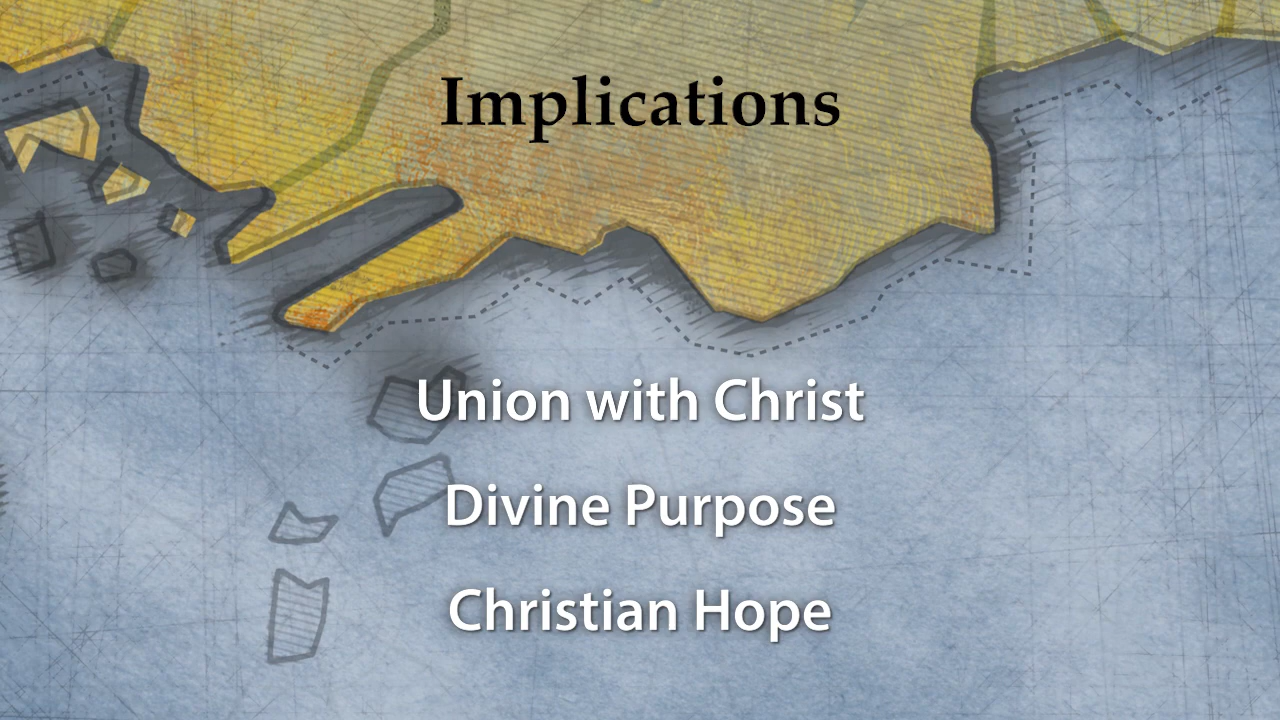 Implications
Union with Christ
Divine Purpose
Christian Hope